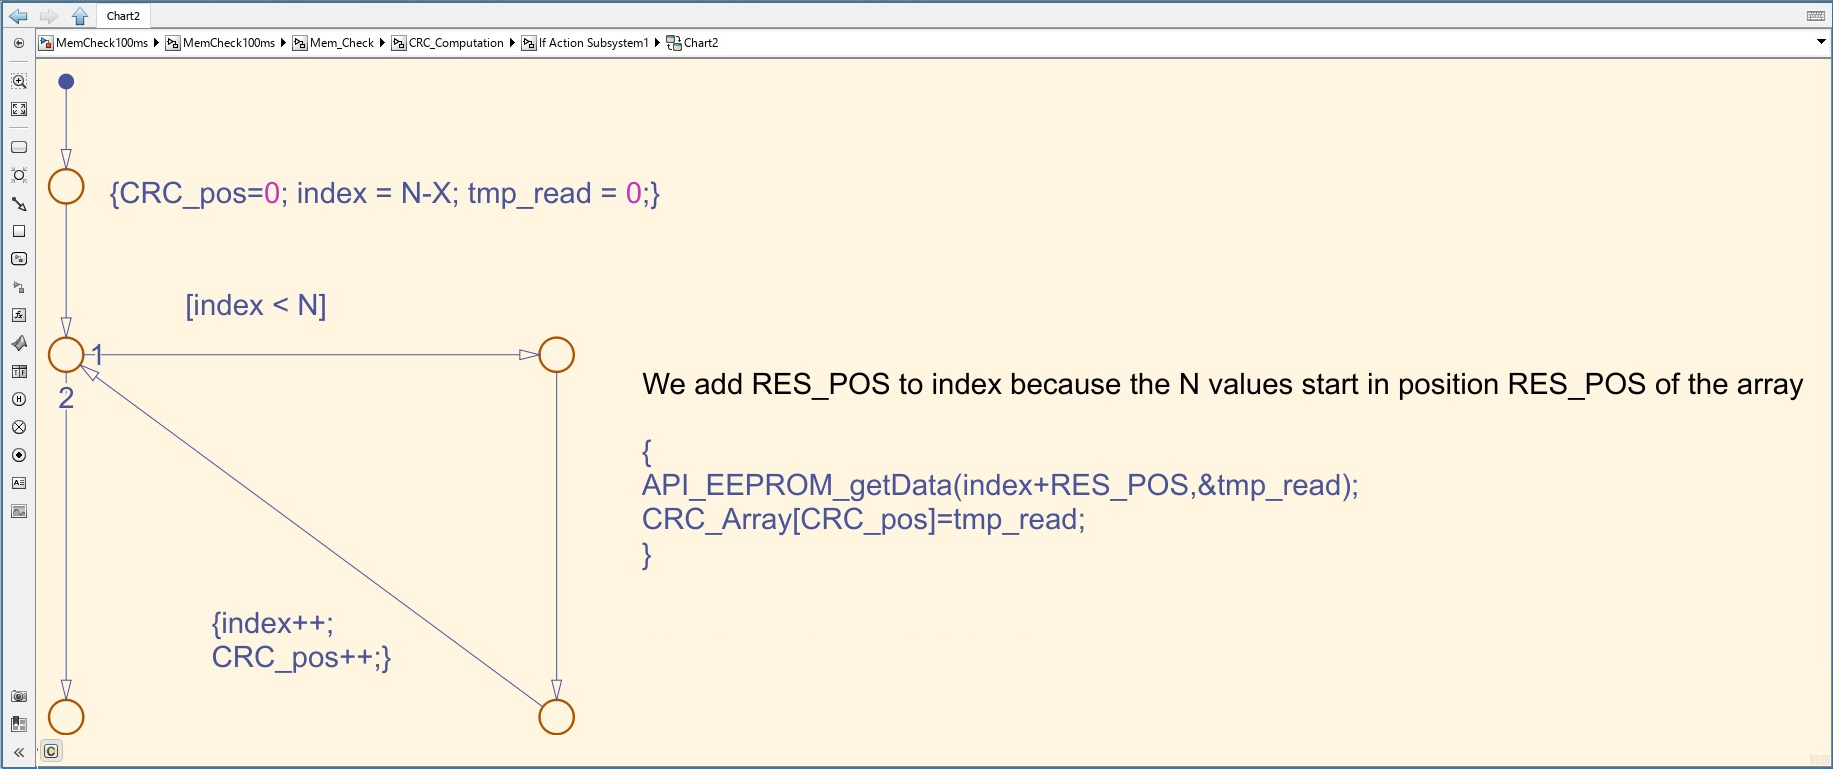 Chart2
MemCheck100ms MemCheck100ms Mem_Check CRC_Computation If Action Subsystem1 Chart2
{CRC_pos=0; index = N-X; tmp_read = 0;}
[index < N]
1
2
We add RES_POS to index because the N values start in position RES_POS of the array
{
API_EEPROM_getData(index+RES_POS,&tmp_read);
CRC_Array[CRC_pos]=tmp_read;
}
{index++;
CRC_pos++;}
C